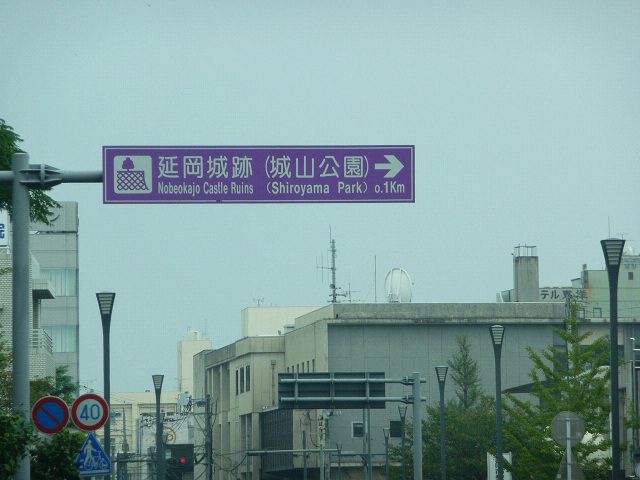 延岡城跡 (城山公園)
Nobeokajo Castle Ruins (Shiroyama Park) 0.1Km
40